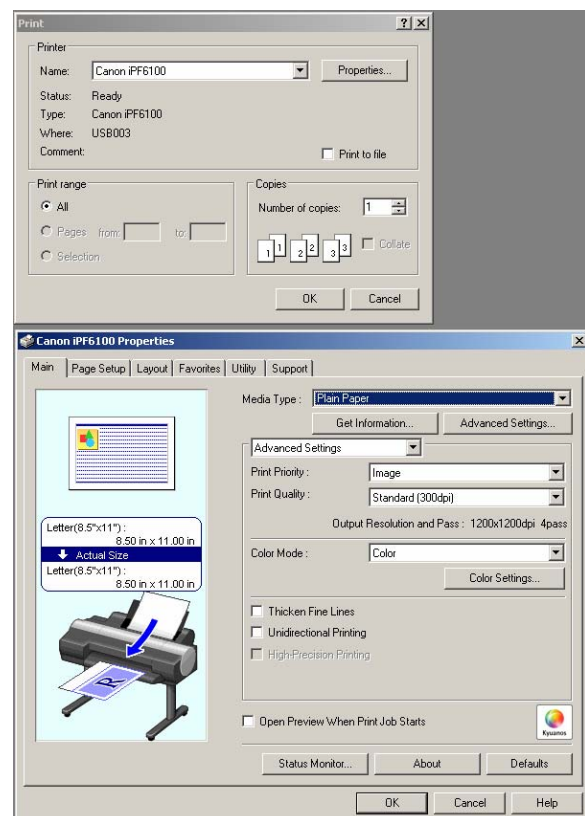 Print
Printer
Name: Canon iPF6100 Properties...
Status: Ready
Type: Canon iPF6100
Where: USB003
Comment: Print to file
Print range
All
Pages from: to:
Selection
Copies
Number of copies: 1
1 1 2 2 3 3 Collate
OK Cancel
Canon iPF6100 Properties
Main Page Setup Layout Favorites Utility Support
Letter(8.5"x11") :
8.50 in x 11.00 in
Actual Size
Letter(8.5"x11") :
8.50 in x 11.00 in
R
Media Type : Plain Paper
Get Information... Advanced Settings...
Advanced Settings
Print Priority : Image
Print Quality : Standard (300dpi)
Output Resolution and Pass : 1200x1200dpi 4pass
Color Mode : Color
Color Settings...
Thicken Fine Lines
Unidirectional Printing
High-Precision Printing
Open Preview When Print Job Starts
Kyuanos
Status Monitor... About Defaults
OK Cancel Help